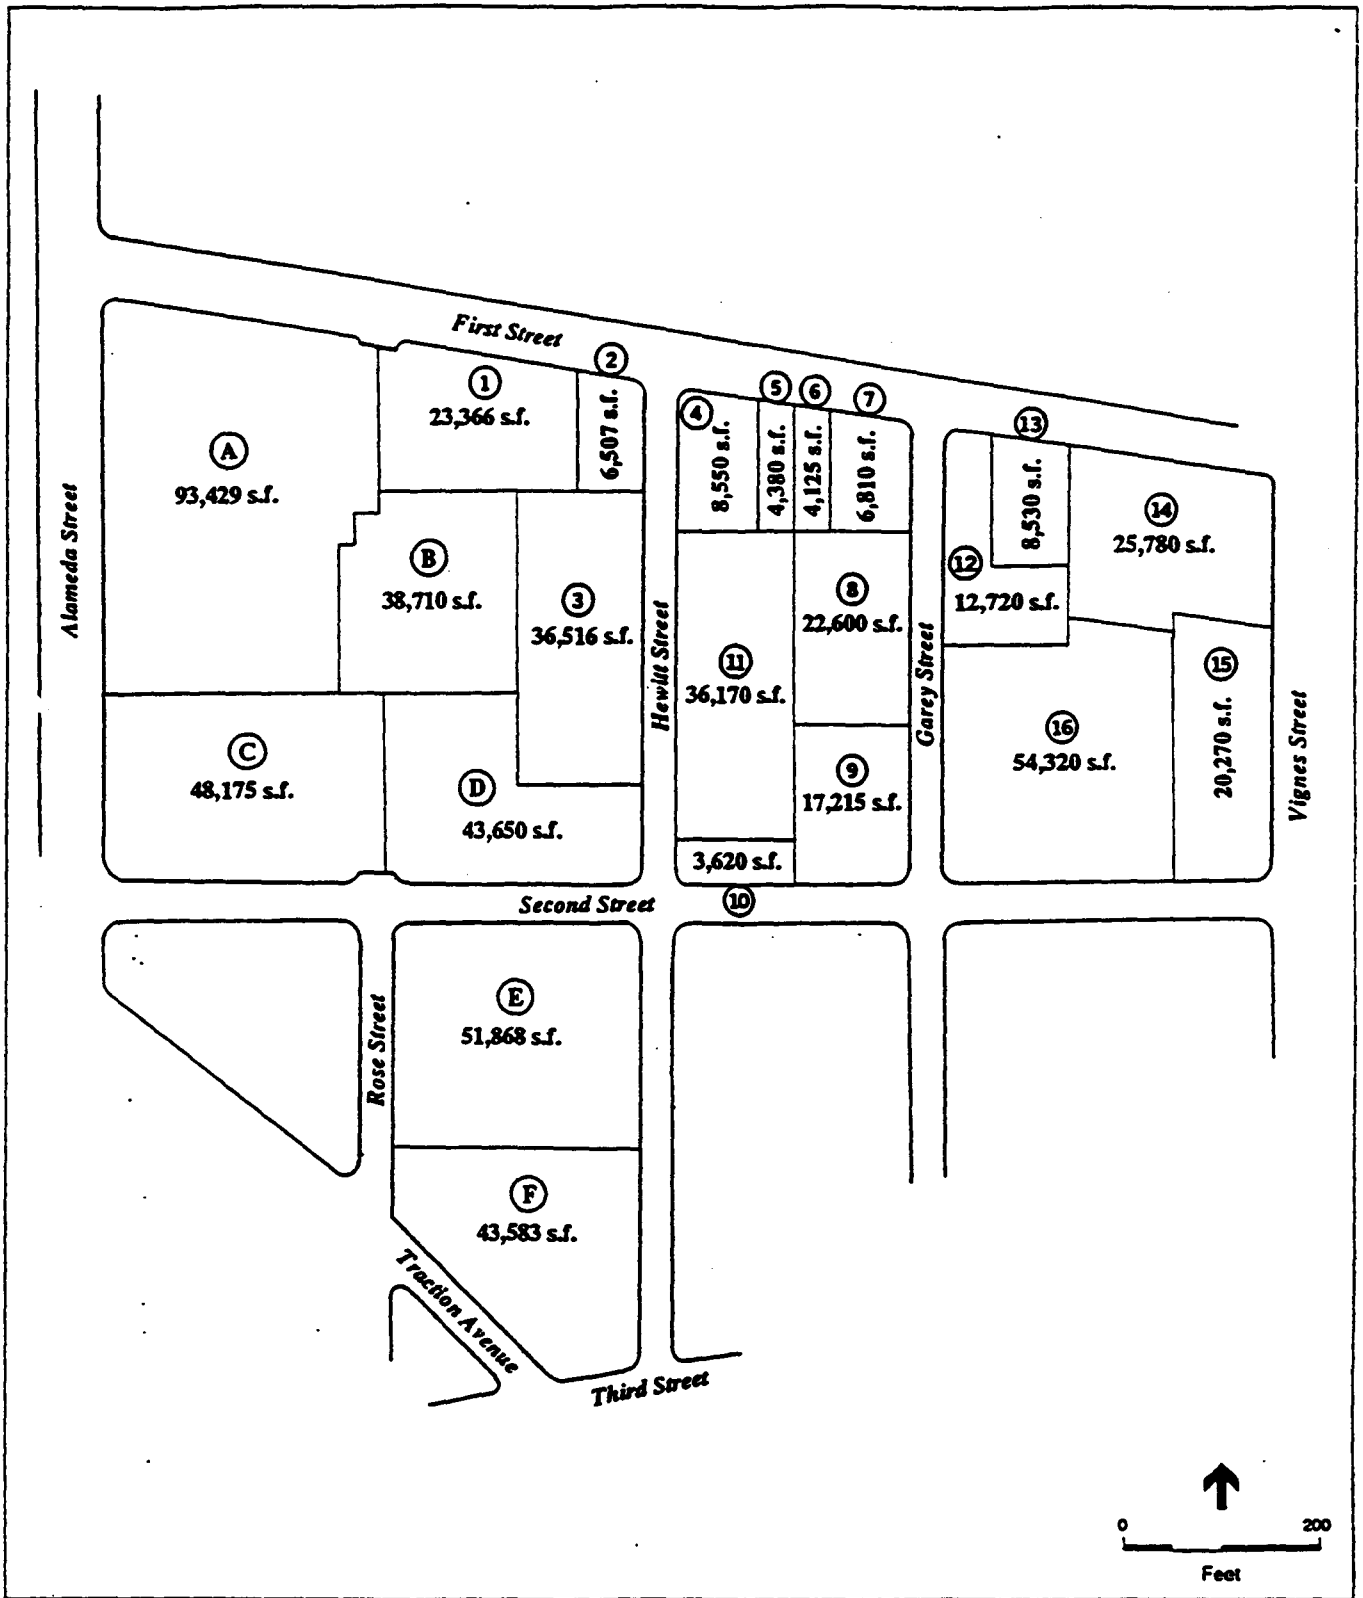 First Street
2
1
23,366 s.f.
6,507 s.f.
A
93,429 s.f.
Alameda Street
B
38,710 s.f.
3
36,516 s.f.
C
48,175 s.f.
D
43,650 s.f.
Hewitt Street
4
8,550 s.f.
5
4,380 s.f.
6
4,125 s.f.
7
6,810 s.f.
8
22,600 s.f.
11
36,170 s.f.
9
17,215 s.f.
3,620 s.f.
10
Garey Street
13
8,530 s.f.
12
12,720 s.f.
14
25,780 s.f.
15
20,270 s.f.
16
54,320 s.f.
Vignes Street
Second Street
Rose Street
E
51,868 s.f.
F
43,583 s.f.
Traction Avenue
Third Street
0 200
Feet